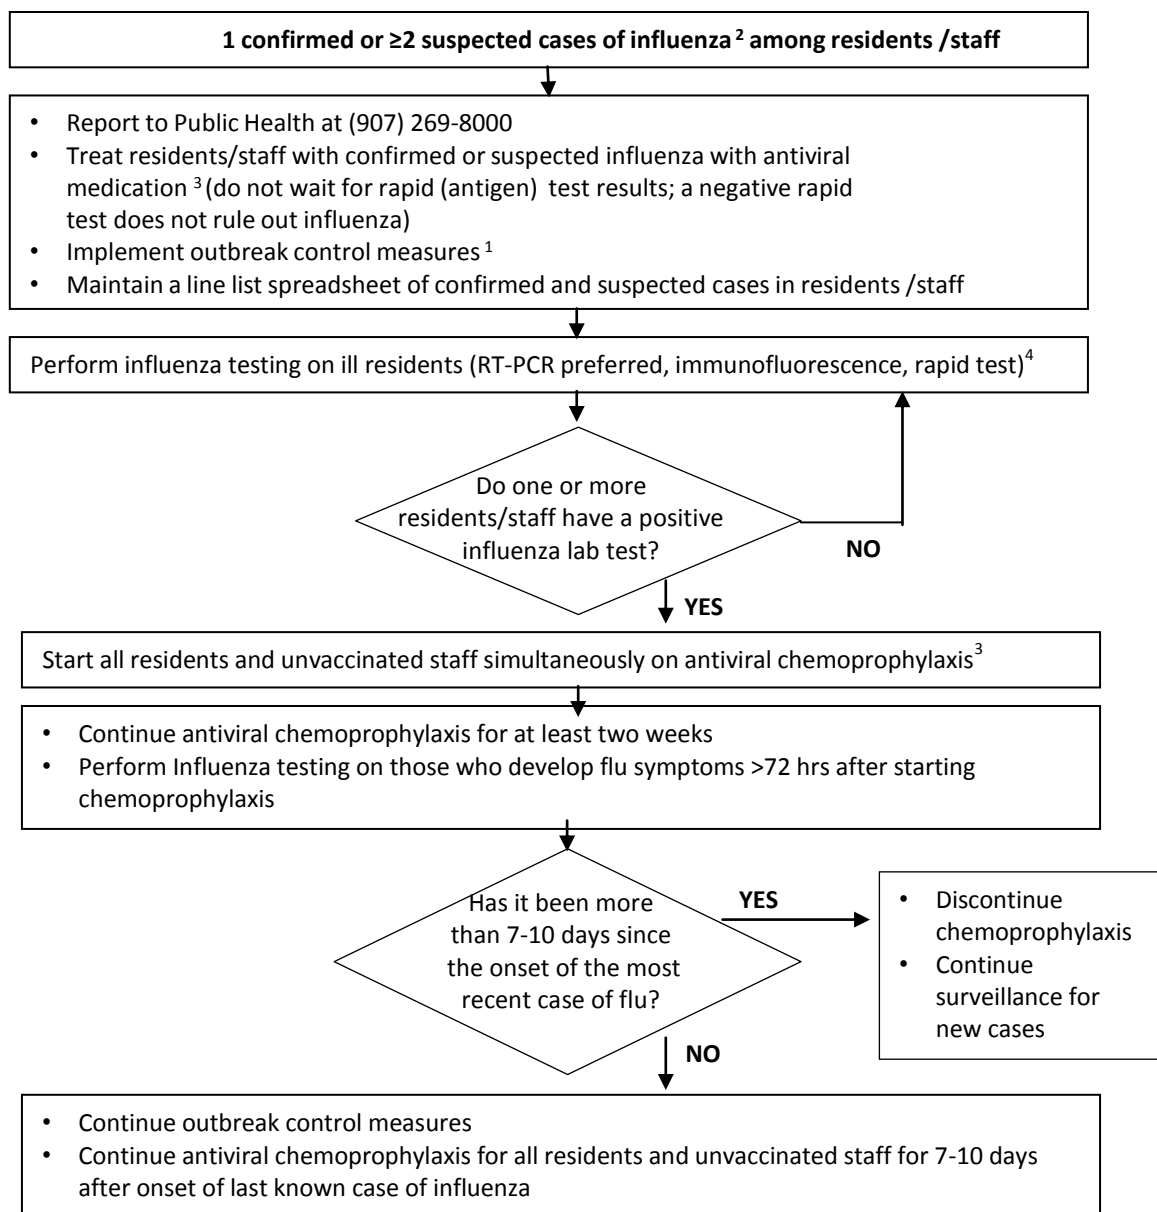 1 confirmed or ≥2 suspected cases of influenza 2 among residents /staff
• Report to Public Health at (907) 269-8000
• Treat residents/staff with confirmed or suspected influenza with antiviral
medication 3 (do not wait for rapid (antigen) test results; a negative rapid
test does not rule out influenza)
• Implement outbreak control measures 1
• Maintain a line list spreadsheet of confirmed and suspected cases in residents /staff
Perform influenza testing on ill residents (RT-PCR preferred, immunofluorescence, rapid test)4
Do one or more
residents/staff have a positive
influenza lab test?
NO
YES
Start all residents and unvaccinated staff simultaneously on antiviral chemoprophylaxis3
• Continue antiviral chemoprophylaxis for at least two weeks
• Perform Influenza testing on those who develop flu symptoms >72 hrs after starting
chemoprophylaxis
Has it been more
than 7-10 days since
the onset of the most
recent case of flu?
YES
• Discontinue
chemoprophylaxis
• Continue
surveillance for
new cases
NO
• Continue outbreak control measures
• Continue antiviral chemoprophylaxis for all residents and unvaccinated staff for 7-10 days
after onset of last known case of influenza